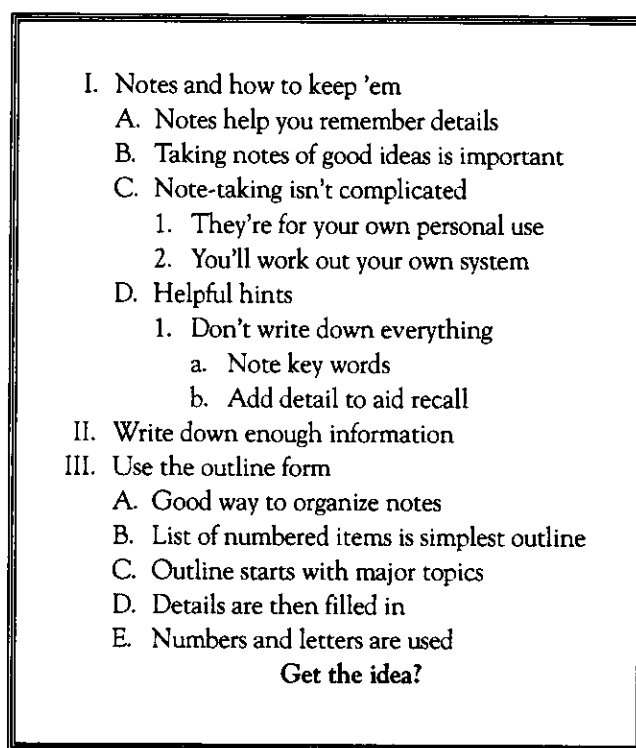 I. Notes and how to keep 'em
A. Notes help you remember details
B. Taking notes of good ideas is important
C. Note-taking isn't complicated
1. They're for your own personal use
2. You'll work out your own system
D. Helpful hints
1. Don't write down everything
a. Note key words
b. Add detail to aid recall
II. Write down enough information
III. Use the outline form
A. Good way to organize notes
B. List of numbered items is simplest outline
C. Outline starts with major topics
D. Details are then filled in
E. Numbers and letters are used
Get the idea?